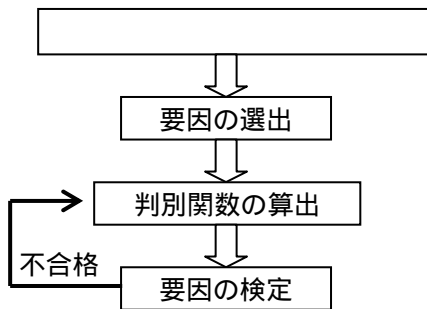 要因の選出
判別関数の算出
不合格
要因の検定